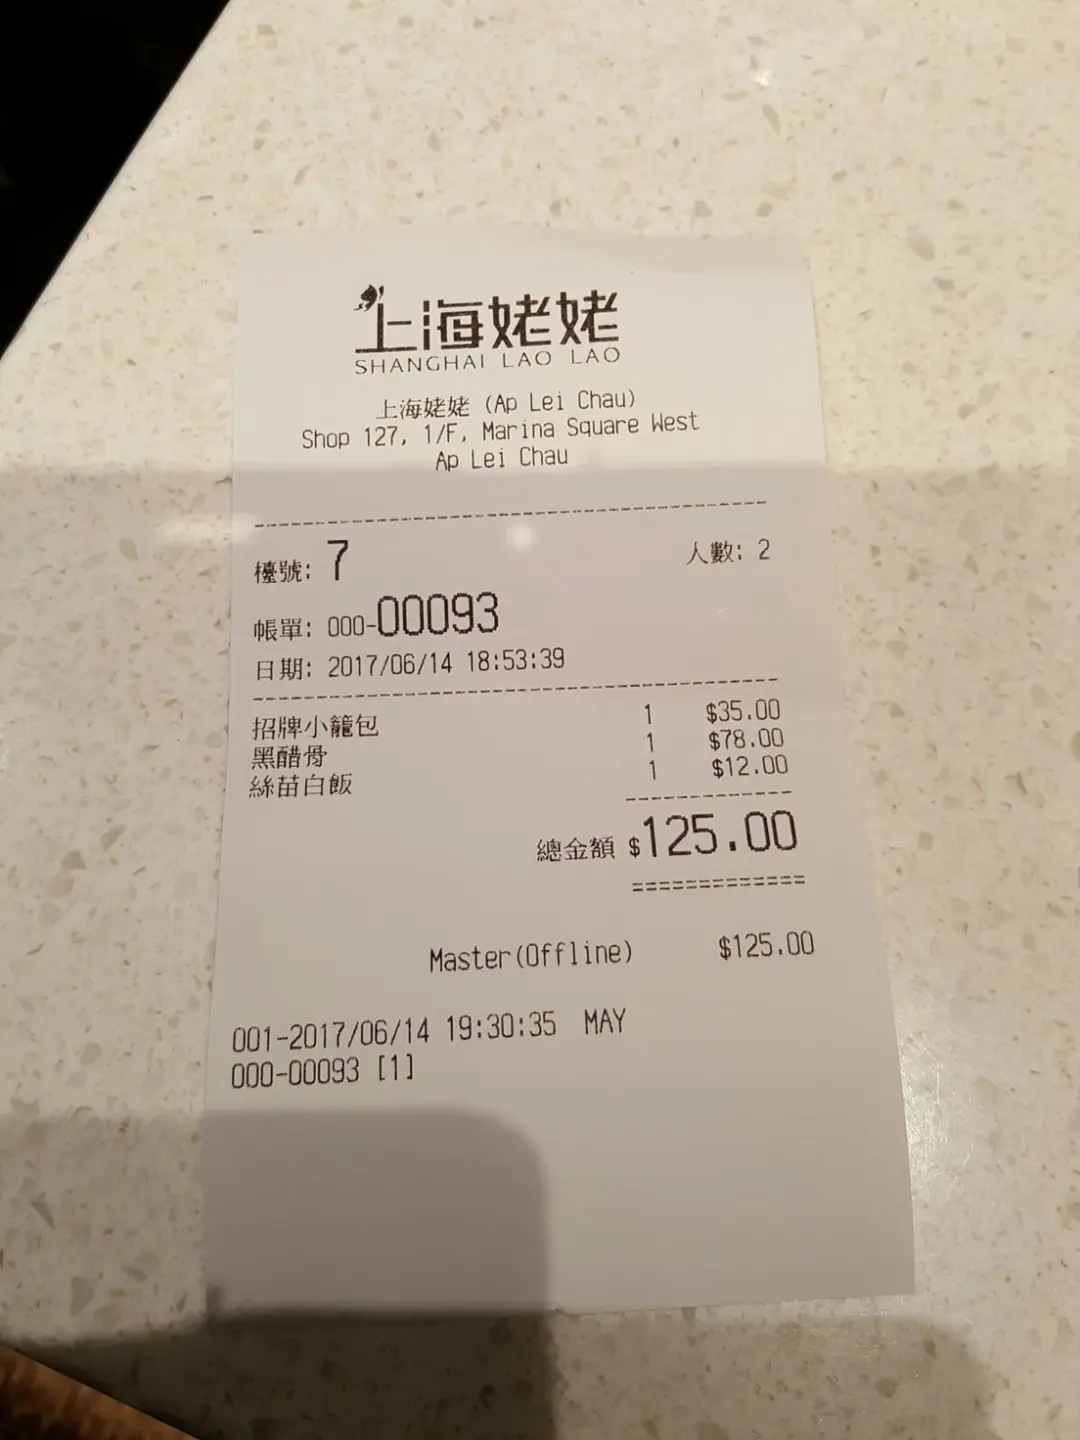 上海姥姥
SHANGHAI LAO LAO
上海姥姥 (Ap Lei Chau)
Shop 127, 1/F, Marina Square West
Ap Lei Chau
檯號: 7 人數: 2
帳單: 000-00093
日期: 2017/06/14 18:53:39
招牌小籠包 1 $35.00
黑醋骨 1 $78.00
絲苗白飯 1 $12.00
總金額 $125.00
Master(Offline) $125.00
001-2017/06/14 19:30:35 MAY
000-00093 [1]